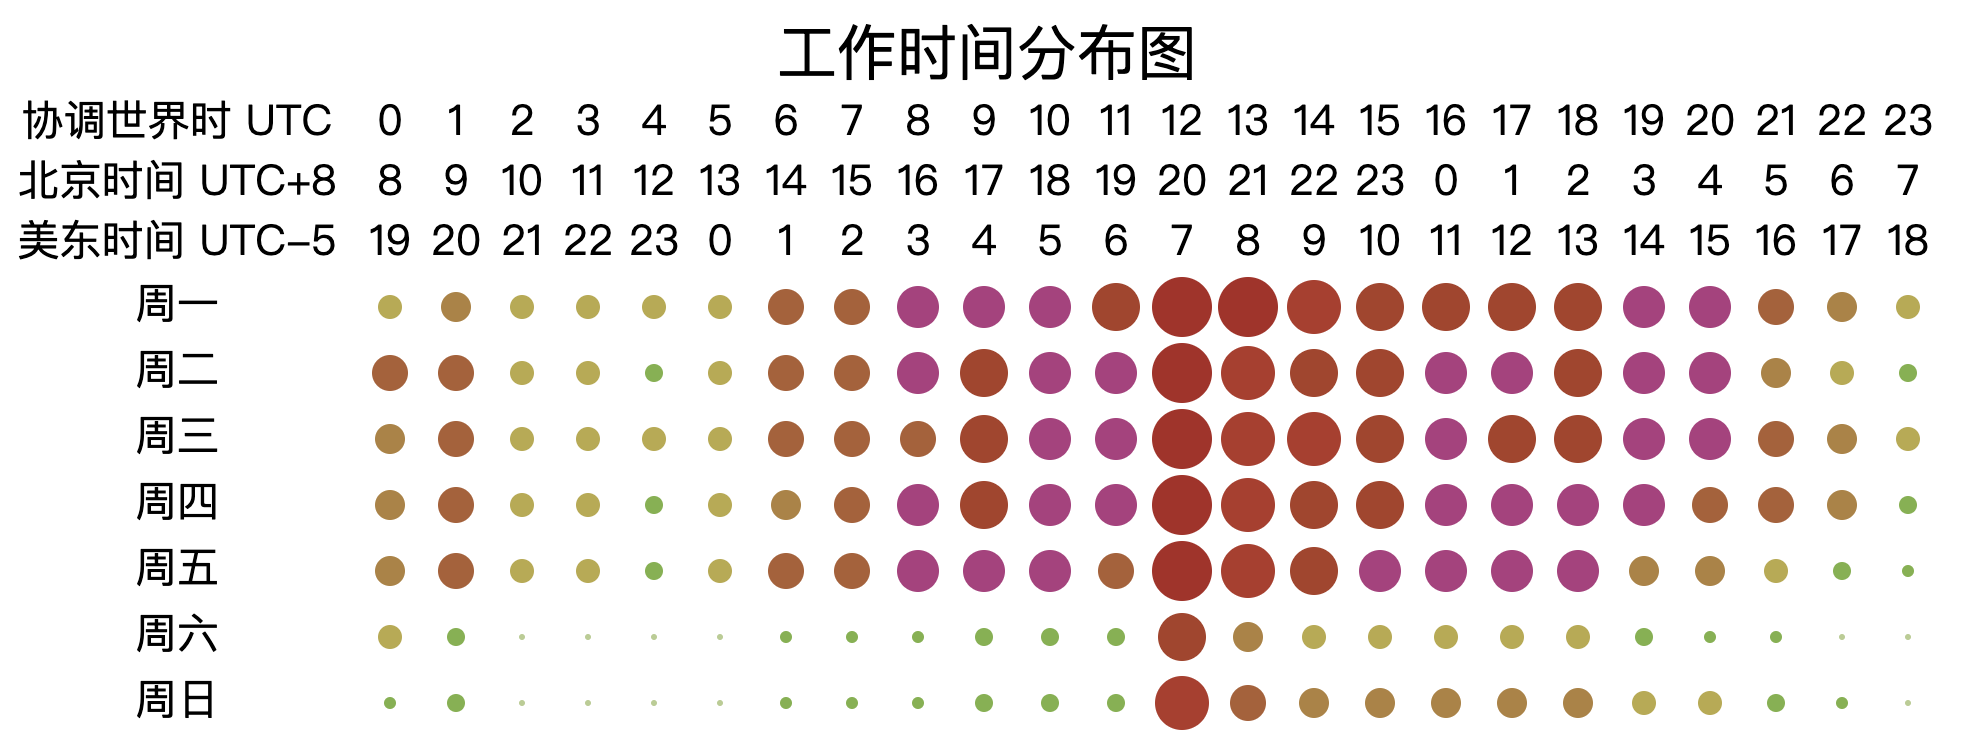 工作时间分布图
协调世界时 UTC 0 1 2 3 4 5 6 7 8 9 10 11 12 13 14 15 16 17 18 19 20 21 22 23
北京时间 UTC+8 8 9 10 11 12 13 14 15 16 17 18 19 20 21 22 23 0 1 2 3 4 5 6 7
美东时间 UTC−5 19 20 21 22 23 0 1 2 3 4 5 6 7 8 9 10 11 12 13 14 15 16 17 18
周一
周二
周三
周四
周五
周六
周日